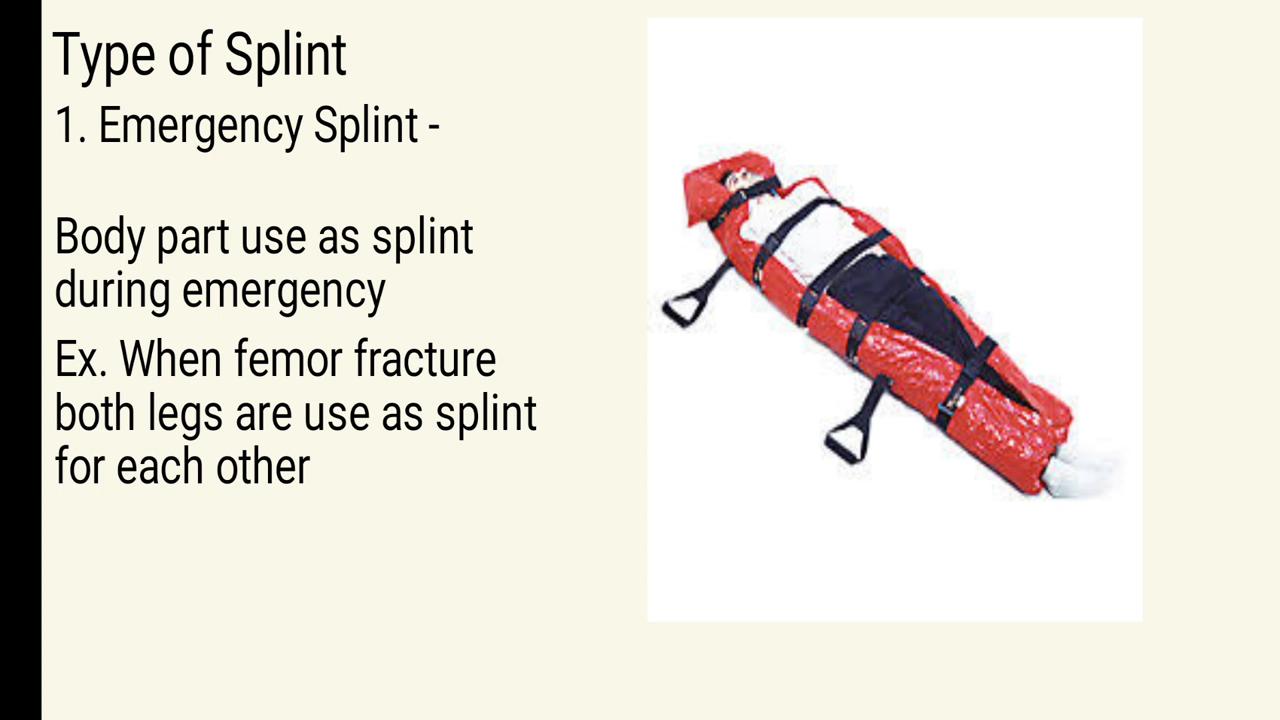 Type of Splint
1. Emergency Splint -
Body part use as splint
during emergency
Ex. When femor fracture
both legs are use as splint
for each other